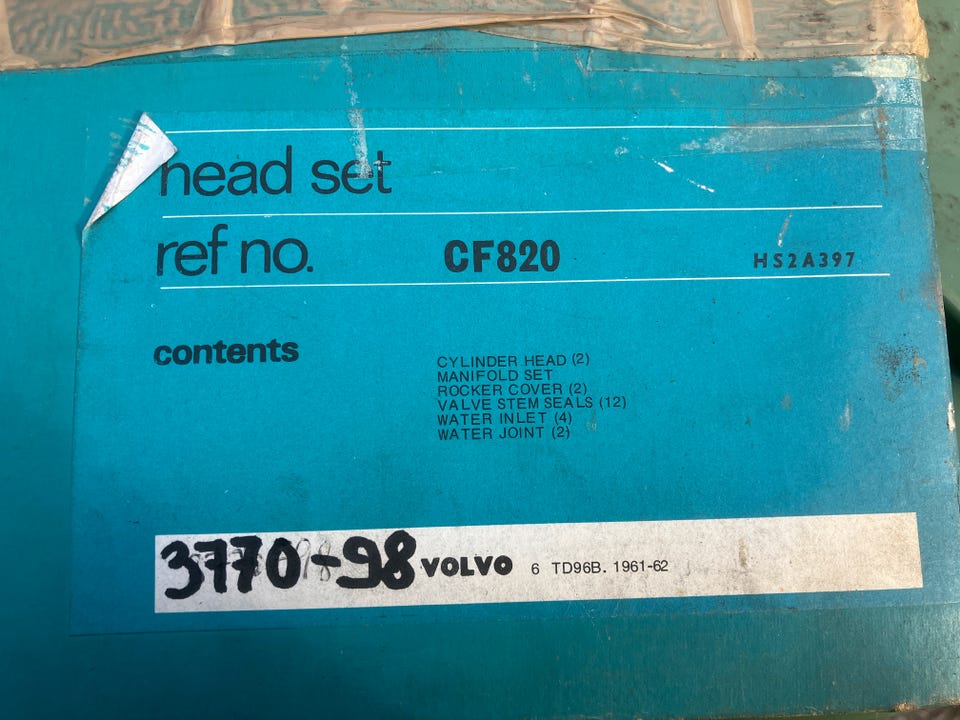 head set
ref no. CF820 HS2A397
contents
CYLINDER HEAD (2)
MANIFOLD SET
ROCKER COVER (2)
VALVE STEM SEALS (12)
WATER INLET (4)
WATER JOINT (2)
3770-98 VOLVO 6 TD96B. 1961-62